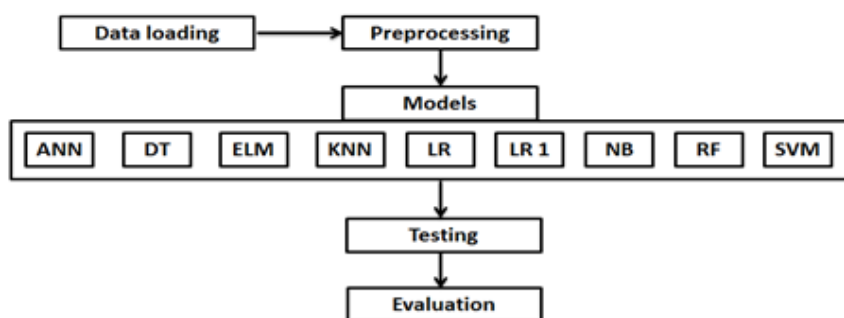 Data loading Preprocessing
Models
ANN DT ELM KNN LR LR 1 NB RF SVM
Testing
Evaluation